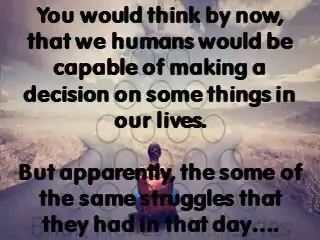 You would think by now,
that we humans would be
capable of making a
decision on some things in
our lives.
But apparently, the some of
the same struggles that
they had in that day....